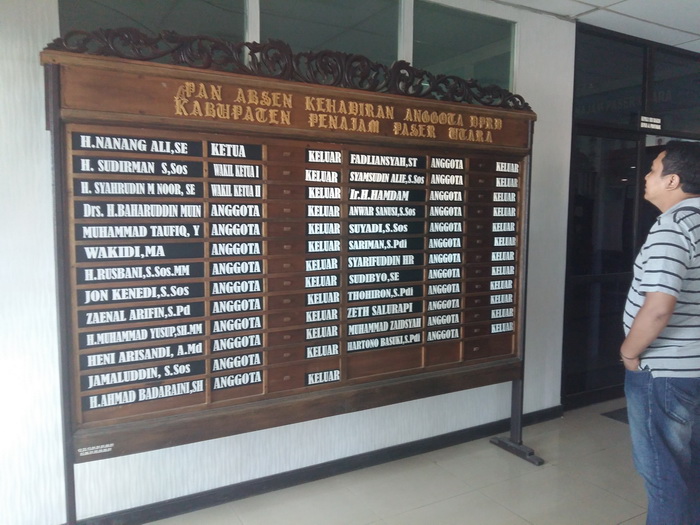 PAN ABSEN KEHADIRAN ANGGOTA DPRD
KABUPATEN PENAJAM PASER UTARA
H.NANANG ALI,SE KETUA KELUAR
H. SUDIRMAN S,Sos WAKIL KETUA I KELUAR
H. SYAHRUDIN M NOOR, SE WAKIL KETUA II KELUAR
Drs. H.BAHARUDDIN MUIN ANGGOTA KELUAR
MUHAMMAD TAUFIQ, Y ANGGOTA KELUAR
WAKIDI,MA ANGGOTA KELUAR
H.RUSBANI,S.Sos.MM ANGGOTA KELUAR
JON KENEDI,S.Sos ANGGOTA KELUAR
ZAENAL ARIFIN,S.Pd ANGGOTA KELUAR
H.MUHAMMAD YUSUP,SH.MM ANGGOTA KELUAR
HENI ARISANDI, A.Md ANGGOTA KELUAR
JAMALUDDIN, S.Sos ANGGOTA KELUAR
H.AHMAD BADARAINI,SH ANGGOTA KELUAR
FADLIANSYAH,ST ANGGOTA KELUAR
SYAMSUDIN ALIE,S.Sos ANGGOTA KELUAR
Ir.H.HAMDAM ANGGOTA KELUAR
ANWAR SANUSI,S.Sos ANGGOTA KELUAR
SUYADI,S.Sos ANGGOTA KELUAR
SARIMAN,S.Pdi ANGGOTA KELUAR
SYARIFUDDIN HR ANGGOTA KELUAR
SUDIBYO,SE ANGGOTA KELUAR
THOHIRON,S.Pdi ANGGOTA KELUAR
ZETH SALURAPI ANGGOTA KELUAR
MUHAMMAD ZAIDSYAH ANGGOTA KELUAR
HARTONO BASUKI,S.PdI ANGGOTA KELUAR